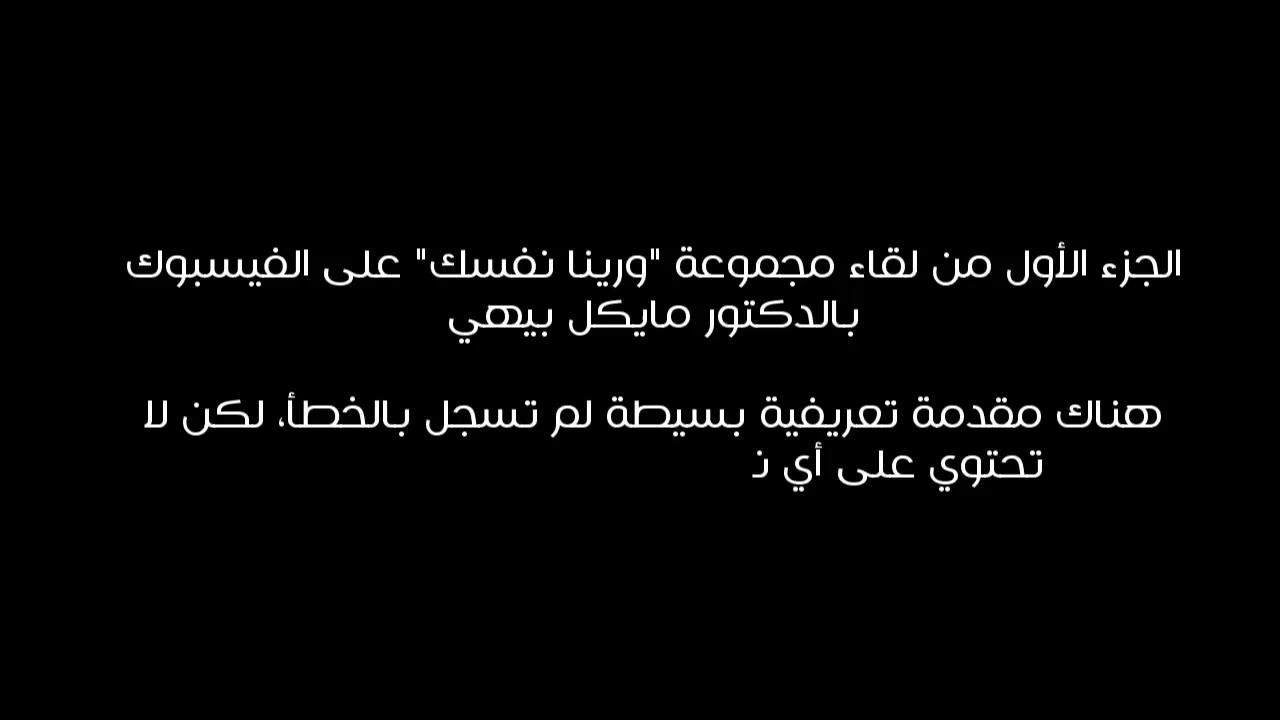 الجزء الأول من لقاء مجموعة "ورينا نفسك" على الفيسبوك
بالدكتور مايكل بيهي
هناك مقدمة تعريفية بسيطة لم تسجل بالخطأ، لكن لا
تحتوي على أي نـ